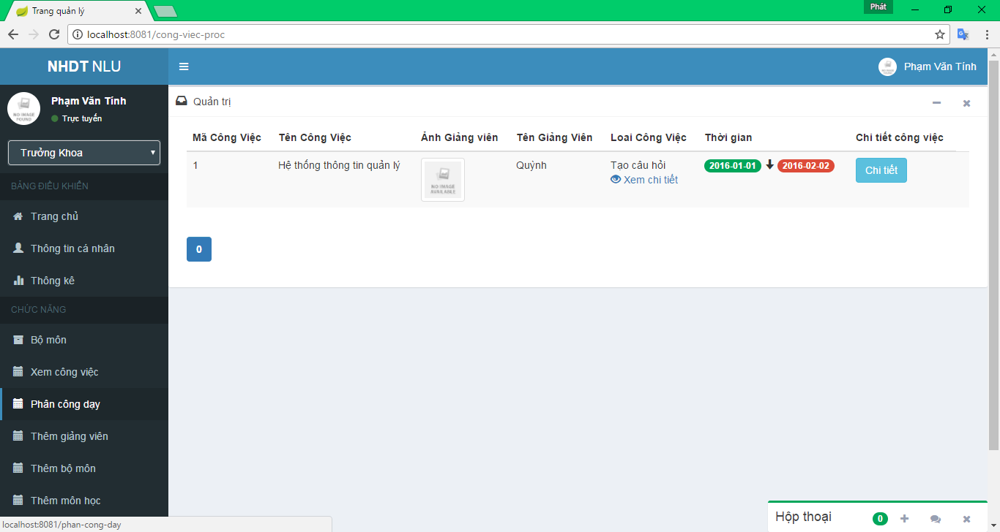 Trang quản lý
Phát
localhost:8081/cong-viec-proc
NHDT NLU
Phạm Văn Tính
Phạm Văn Tính
Trực tuyến
NO IMAGE
FOUND
Trưởng Khoa
BẢNG ĐIỀU KHIỂN
Trang chủ
Thông tin cá nhân
Thống kê
CHỨC NĂNG
Bộ môn
Xem công việc
Phân công dạy
Thêm giảng viên
Thêm bộ môn
Thêm môn học
localhost:8081/phan-cong-day
Quản trị
Mã Công Việc Tên Công Việc Ảnh Giảng viên Tên Giảng Viên Loai Công Việc Thời gian Chi tiết công việc
1 Hệ thống thông tin quản lý Quỳnh Tạo câu hỏi 2016-01-01 2016-02-02 Chi tiết
Xem chi tiết
NO IMAGE
AVAILABLE
0
Hộp thoại 0